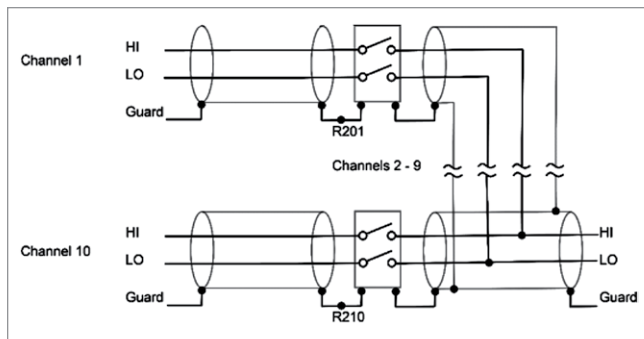 HI
Channel 1
LO
Guard
R201
Channels 2 - 9
HI
HI
Channel 10
LO
LO
Guard
Guard
R210